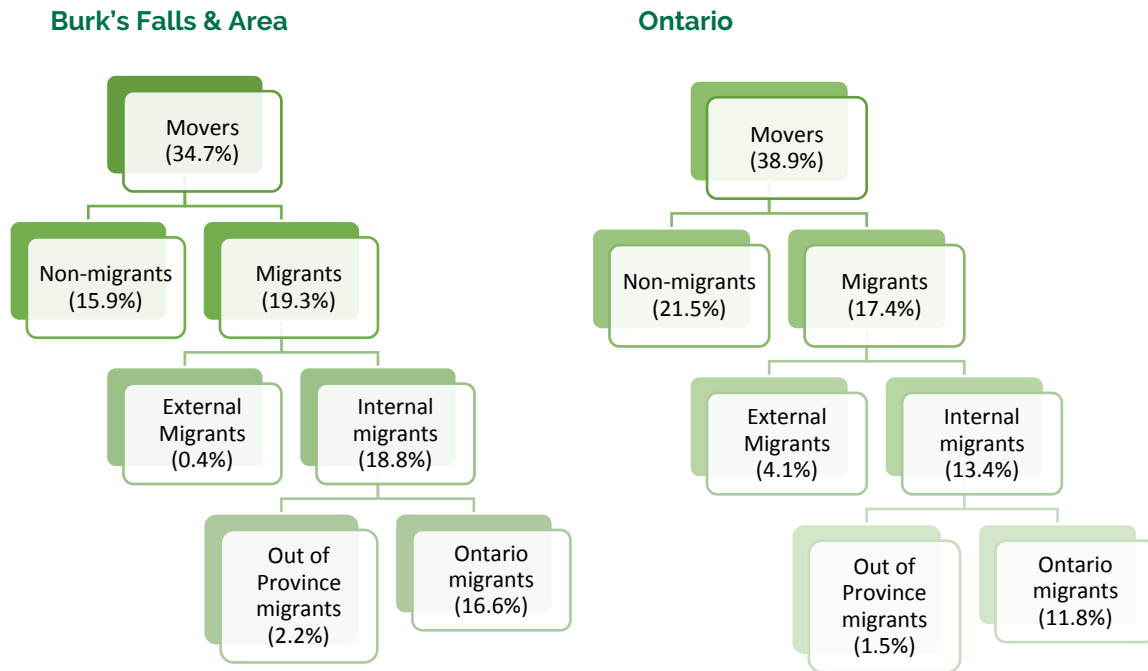 Burk's Falls & Area
Movers
(34.7%)
Non-migrants
(15.9%)
Migrants
(19.3%)
External
Migrants
(0.4%)
Internal
migrants
(18.8%)
Out of
Province
migrants
(2.2%)
Ontario
migrants
(16.6%)
Ontario
Movers
(38.9%)
Non-migrants
(21.5%)
Migrants
(17.4%)
External
Migrants
(4.1%)
Internal
migrants
(13.4%)
Out of
Province
migrants
(1.5%)
Ontario
migrants
(11.8%)